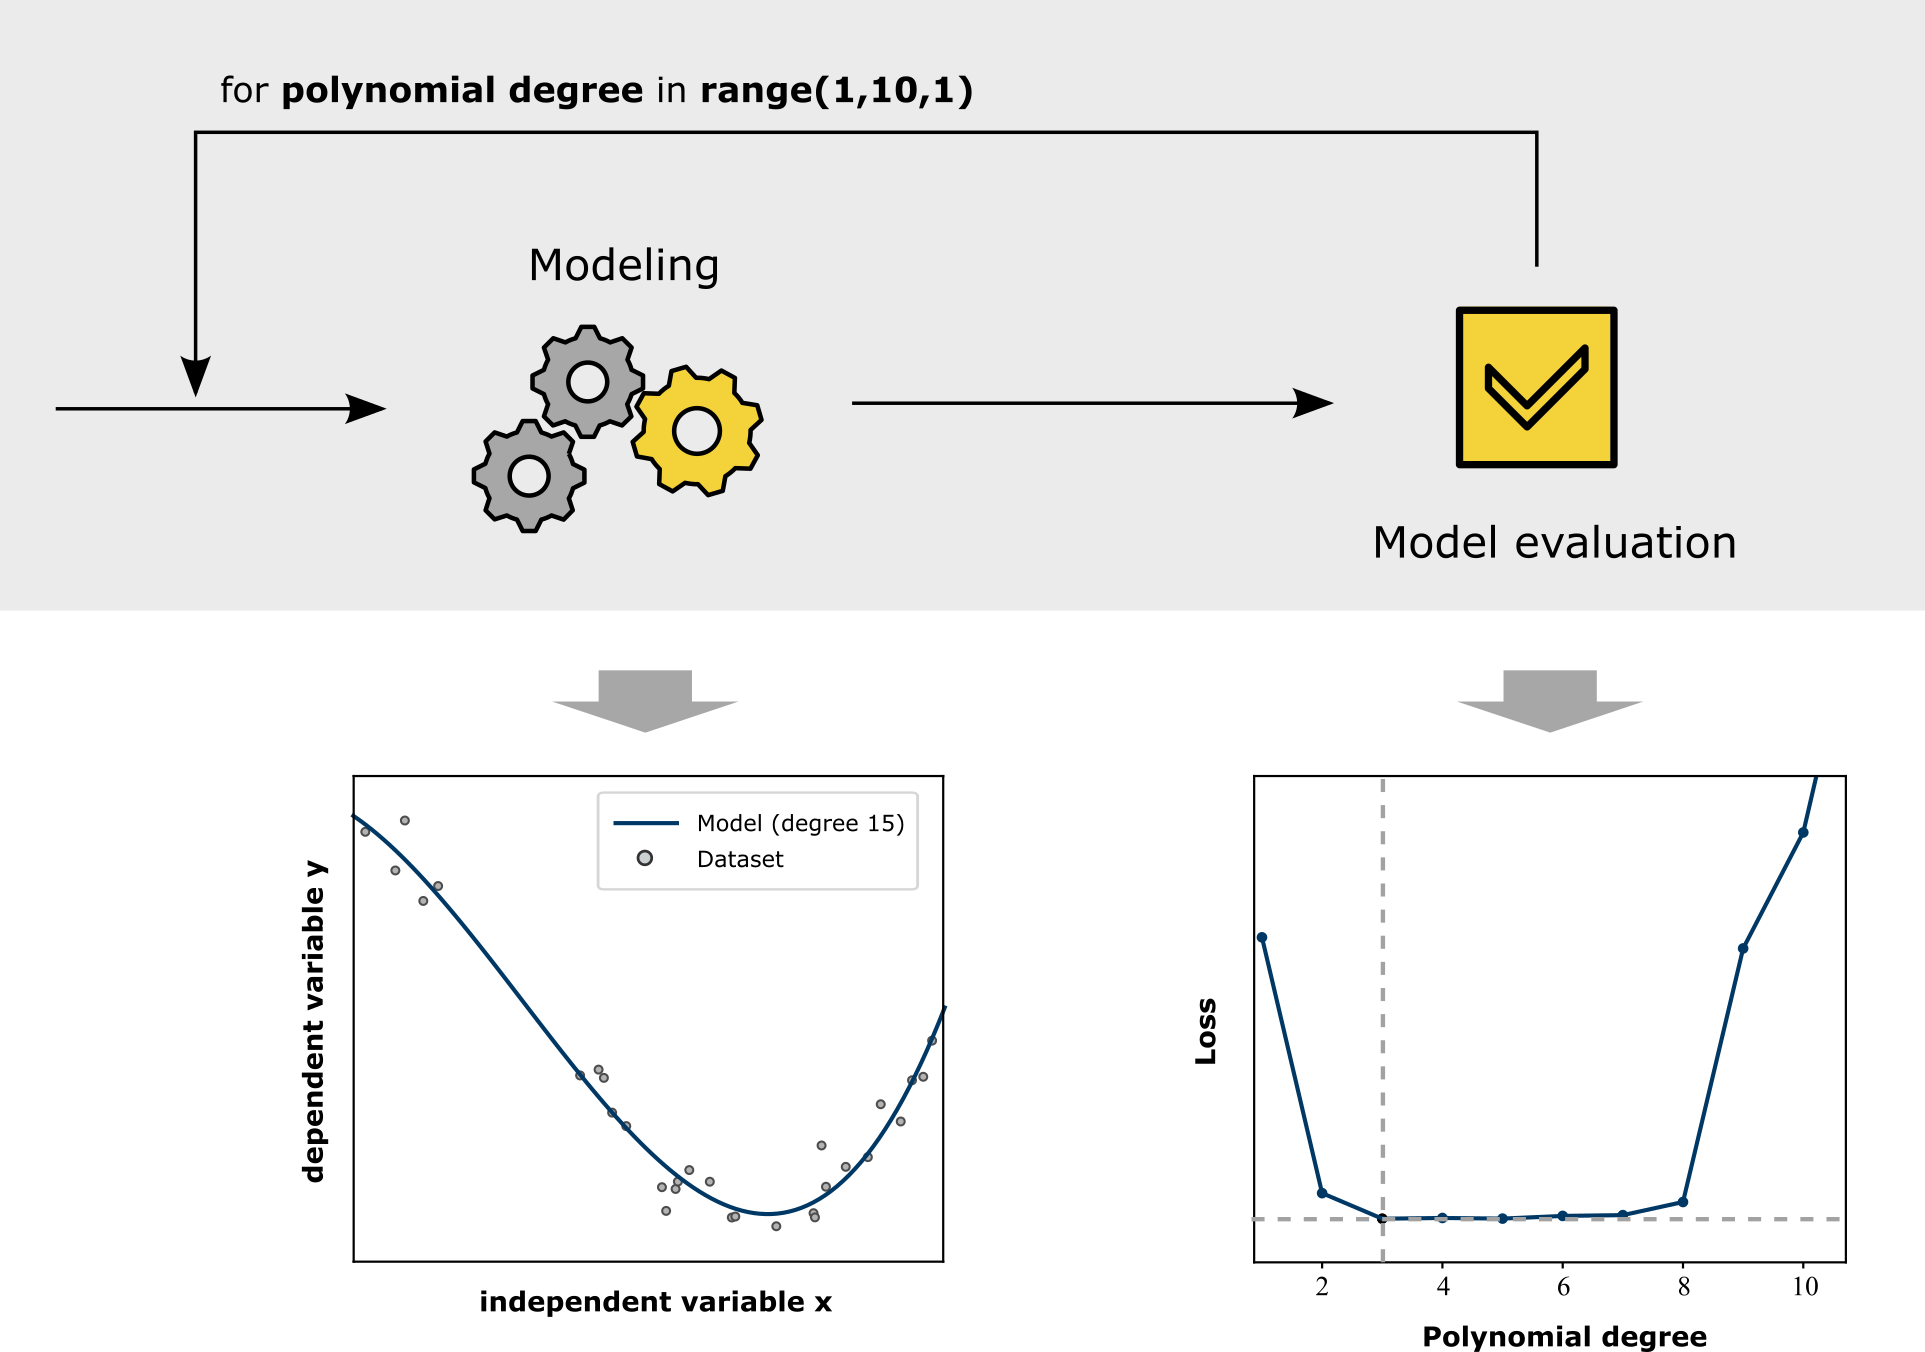 for polynomial degree in range(1,10,1)
Modeling
Model evaluation
Model (degree 15)
Dataset
dependent variable y
independent variable x
Loss
2 4 6 8 10
Polynomial degree